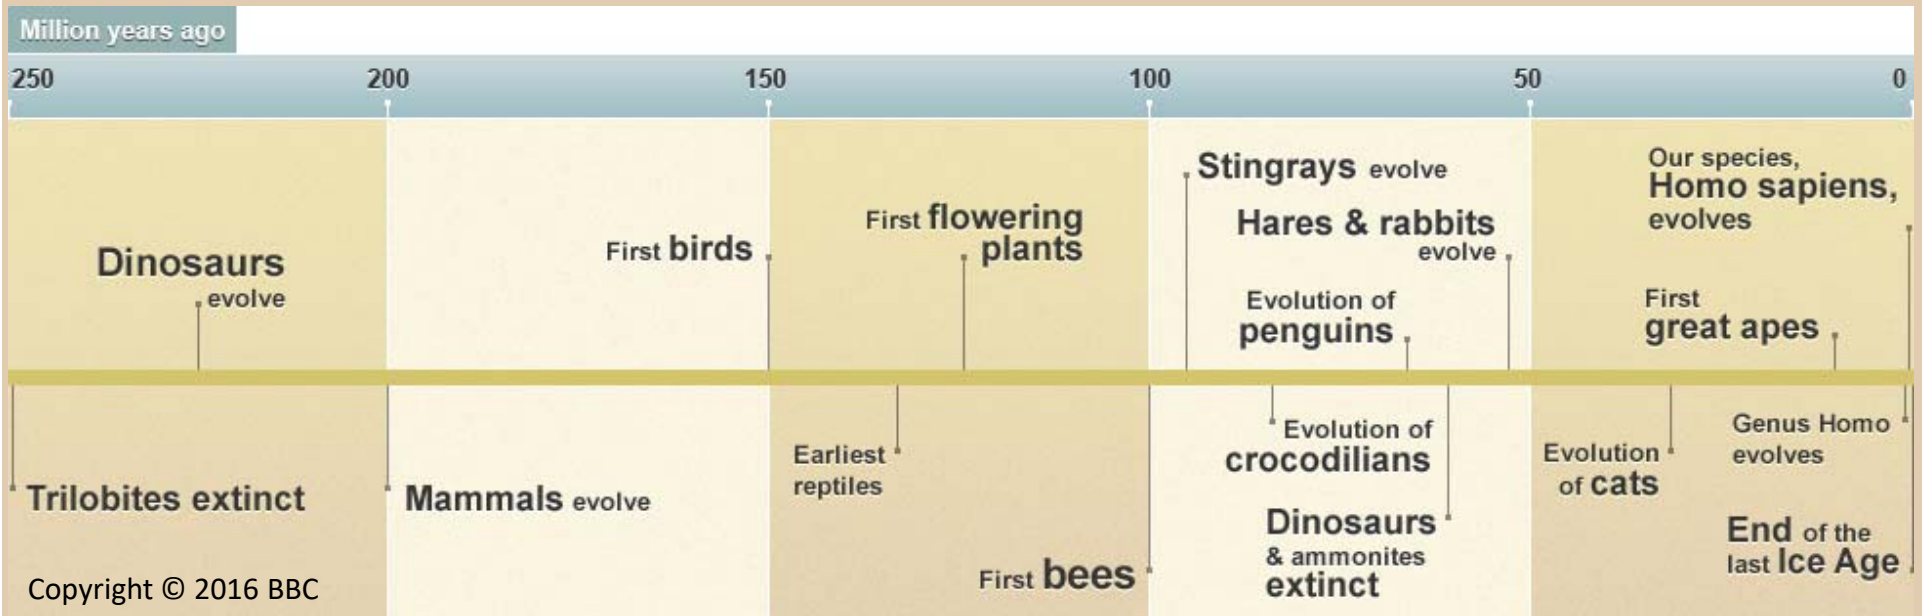 Million years ago
250 200 150 100 50 0
Dinosaurs
evolve
First birds
First flowering
plants
Stingrays evolve
Hares & rabbits
evolve
Evolution of
penguins
Our species,
Homo sapiens,
evolves
First
great apes
Trilobites extinct
Mammals evolve
Earliest
reptiles
First bees
Evolution of
crocodilians
Dinosaurs
& ammonites
extinct
Evolution
of cats
Genus Homo
evolves
End of the
last Ice Age
Copyright © 2016 BBC